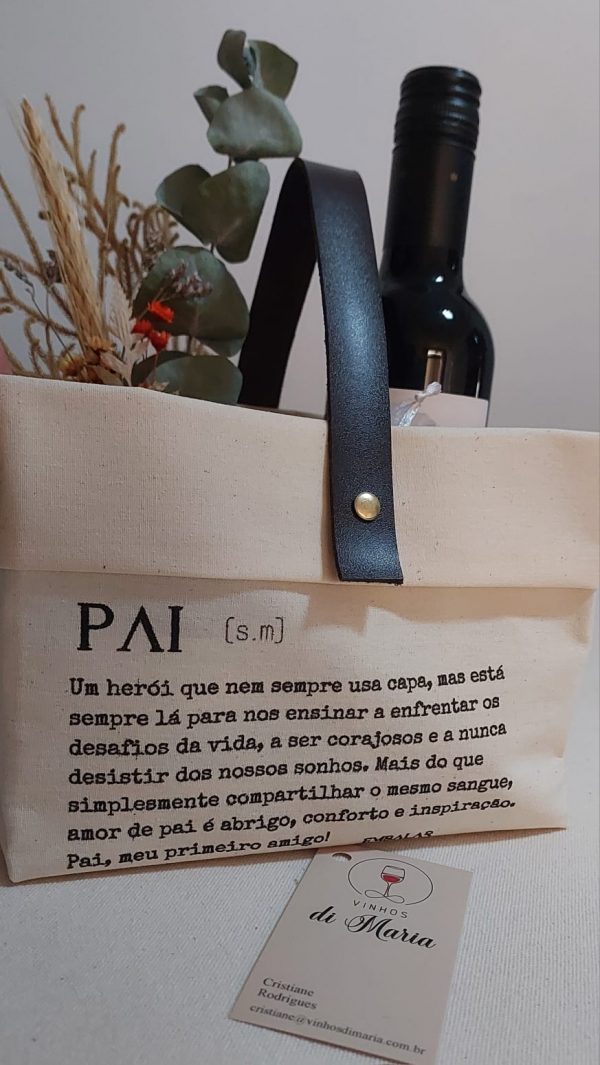 PAI [s.m]
Um herói que nem sempre usa capa, mas está
sempre lá para nos ensinar a enfrentar os
desafios da vida, a ser corajosos e a nunca
desistir dos nossos sonhos. Mais do que
simplesmente compartilhar o mesmo sangue,
amor de pai é abrigo, conforto e inspiração.
Pai, meu primeiro amigo! EMBALAR
VINHOS
di Maria
Cristiane
Rodrigues
cristiane@vinhosdimaria.com.br